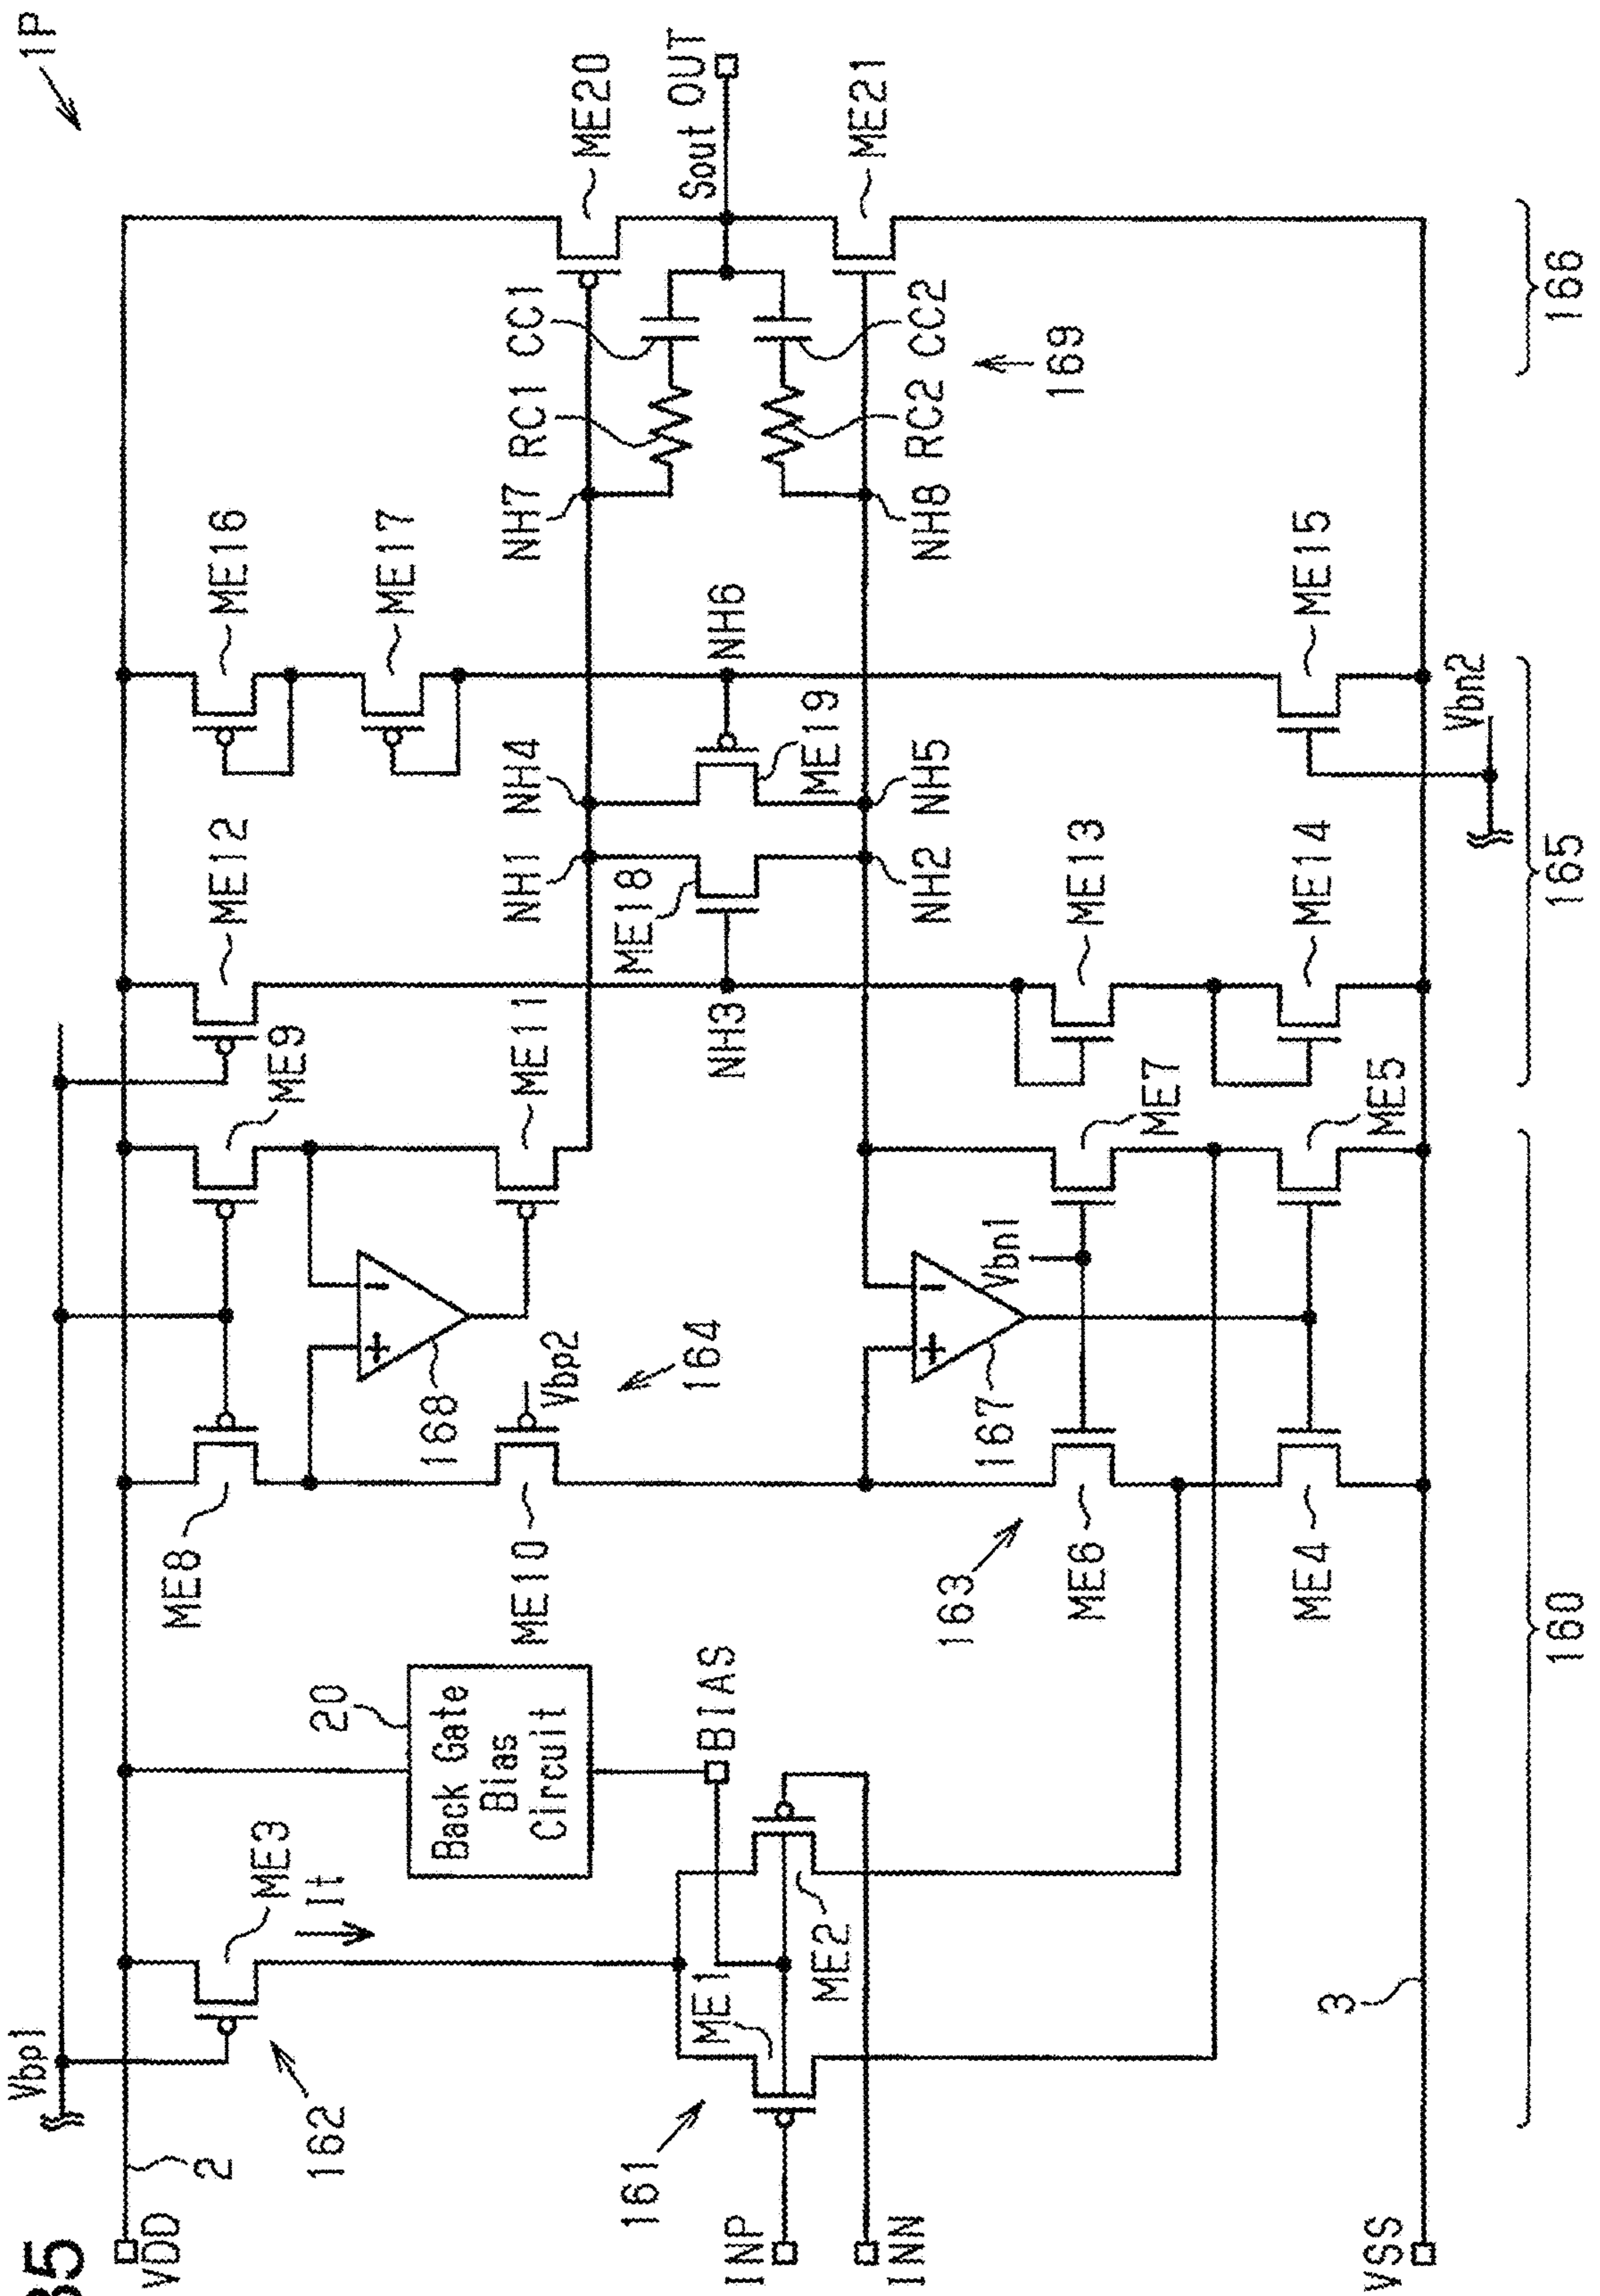 1P
VDD
2
Vbp1
162
ME3
It
20
Back Gate
Bias
Circuit
BIAS
161
ME1
ME2
INP
INN
VSS
3
ME8
ME9
168
+
-
ME10
Vbp2
ME11
164
163
167
+
-
Vbn1
ME6
ME7
ME4
ME5
160
ME12
NH3
ME18
NH1
NH2
ME13
ME14
NH4
NH5
ME19
NH6
ME16
ME17
ME15
Vbn2
165
NH7
RC1
CC1
NH8
RC2
CC2
169
ME20
Sout
OUT
ME21
166